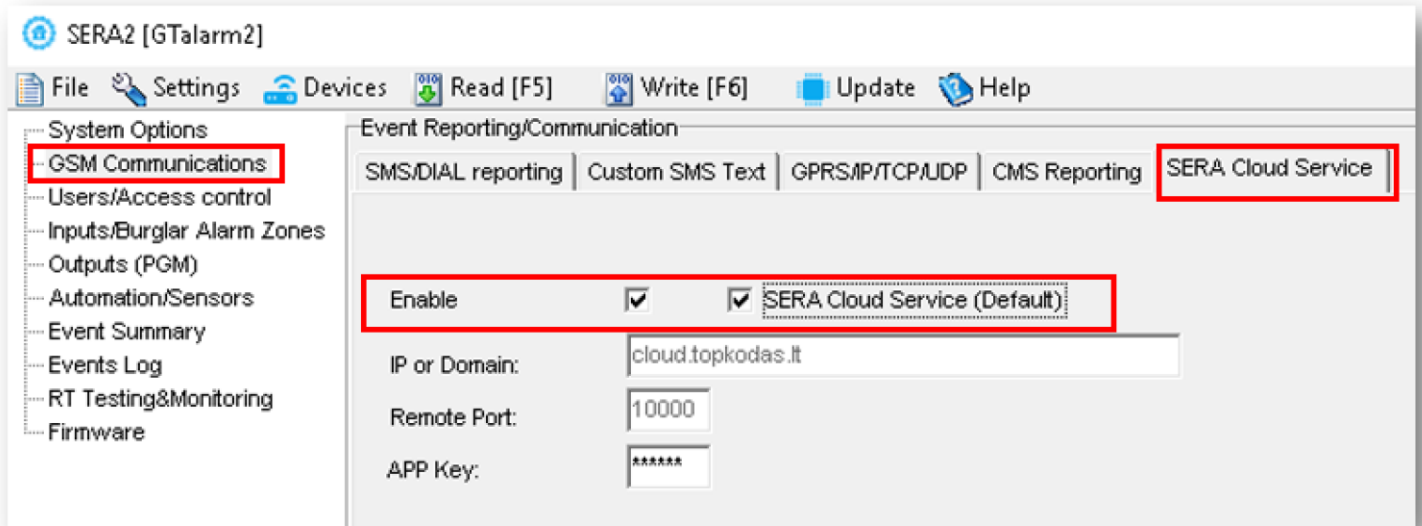 SERA2 [GTalarm2]
File Settings Devices Read [F5] Write [F6] Update Help
System Options
GSM Communications
Users/Access control
Inputs/Burglar Alarm Zones
Outputs (PGM)
Automation/Sensors
Event Summary
Events Log
RT Testing&Monitoring
Firmware
Event Reporting/Communication
SMS/DIAL reporting Custom SMS Text GPRS/IP/TCP/UDP CMS Reporting SERA Cloud Service
Enable SERA Cloud Service (Default)
IP or Domain: cloud.topkodas.lt
Remote Port: 10000
APP Key: ******